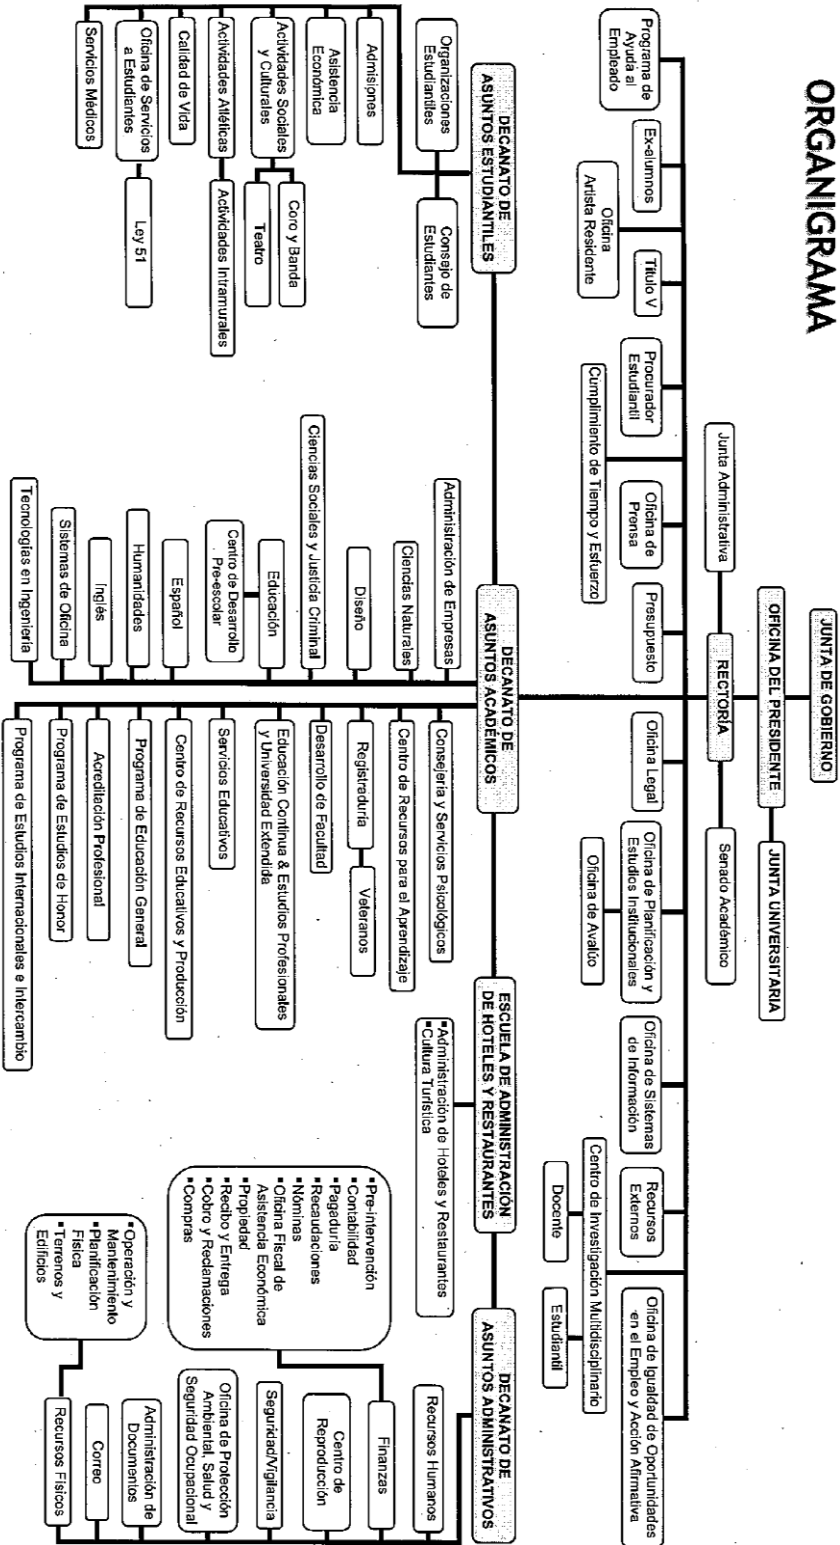 ORGANIGRAMA
JUNTA DE GOBIERNO
OFICINA DEL PRESIDENTE
JUNTA UNIVERSITARIA
RECTORÍA
Junta Administrativa
Senado Académico
Programa de
Ayuda al
Empleado
Ex-alumnos
Oficina
Artista Residente
Título V
Procurador
Estudiantil
Cumplimiento de Tiempo y Esfuerzo
Oficina de
Prensa
Presupuesto
Oficina Legal
Oficina de Planificación y
Estudios Institucionales
Oficina de Avalúo
Oficina de Sistemas
de Información
Recursos
Externos
Centro de Investigación Multidisciplinario
Docente
Estudiantil
Oficina de Igualdad de Oportunidades
en el Empleo y Acción Afirmativa
DECANATO DE
ASUNTOS ESTUDIANTILES
Organizaciones
Estudiantiles
Consejo de
Estudiantes
Admisiones
Asistencia
Económica
Actividades Sociales
y Culturales
Coro y Banda
Teatro
Actividades Atléticas
Actividades Intramurales
Calidad de Vida
Oficina de Servicios
a Estudiantes
Ley 51
Servicios Médicos
DECANATO DE
ASUNTOS ACADÉMICOS
Administración de Empresas
Ciencias Naturales
Diseño
Ciencias Sociales y Justicia Criminal
Educación
Centro de Desarrollo
Pre-escolar
Español
Humanidades
Inglés
Sistemas de Oficina
Tecnologías en Ingeniería
Consejería y Servicios Psicológicos
Centro de Recursos para el Aprendizaje
Registraduría
Veteranos
Desarrollo de Facultad
Educación Continua & Estudios Profesionales
y Universidad Extendida
Servicios Educativos
Centro de Recursos Educativos y Producción
Programa de Educación General
Acreditación Profesional
Programa de Estudios de Honor
Programa de Estudios Internacionales e Intercambio
ESCUELA DE ADMINISTRACIÓN
DE HOTELES Y RESTAURANTES
▪Administración de Hoteles y Restaurantes
▪Cultura Turística
DECANATO DE
ASUNTOS ADMINISTRATIVOS
Recursos Humanos
Finanzas
▪Pre-intervención
▪Contabilidad
▪Pagaduría
▪Recaudaciones
▪Nóminas
▪Oficina Fiscal de
Asistencia Económica
▪Propiedad
▪Recibo y Entrega
▪Cobro y Reclamaciones
▪Compras
Centro de
Reproducción
Seguridad/Vigilancia
Oficina de Protección
Ambiental, Salud y
Seguridad Ocupacional
Administración de
Documentos
Correo
Recursos Físicos
▪Operación y
Mantenimiento
▪Planificación
Física
▪Terrenos y
Edificios